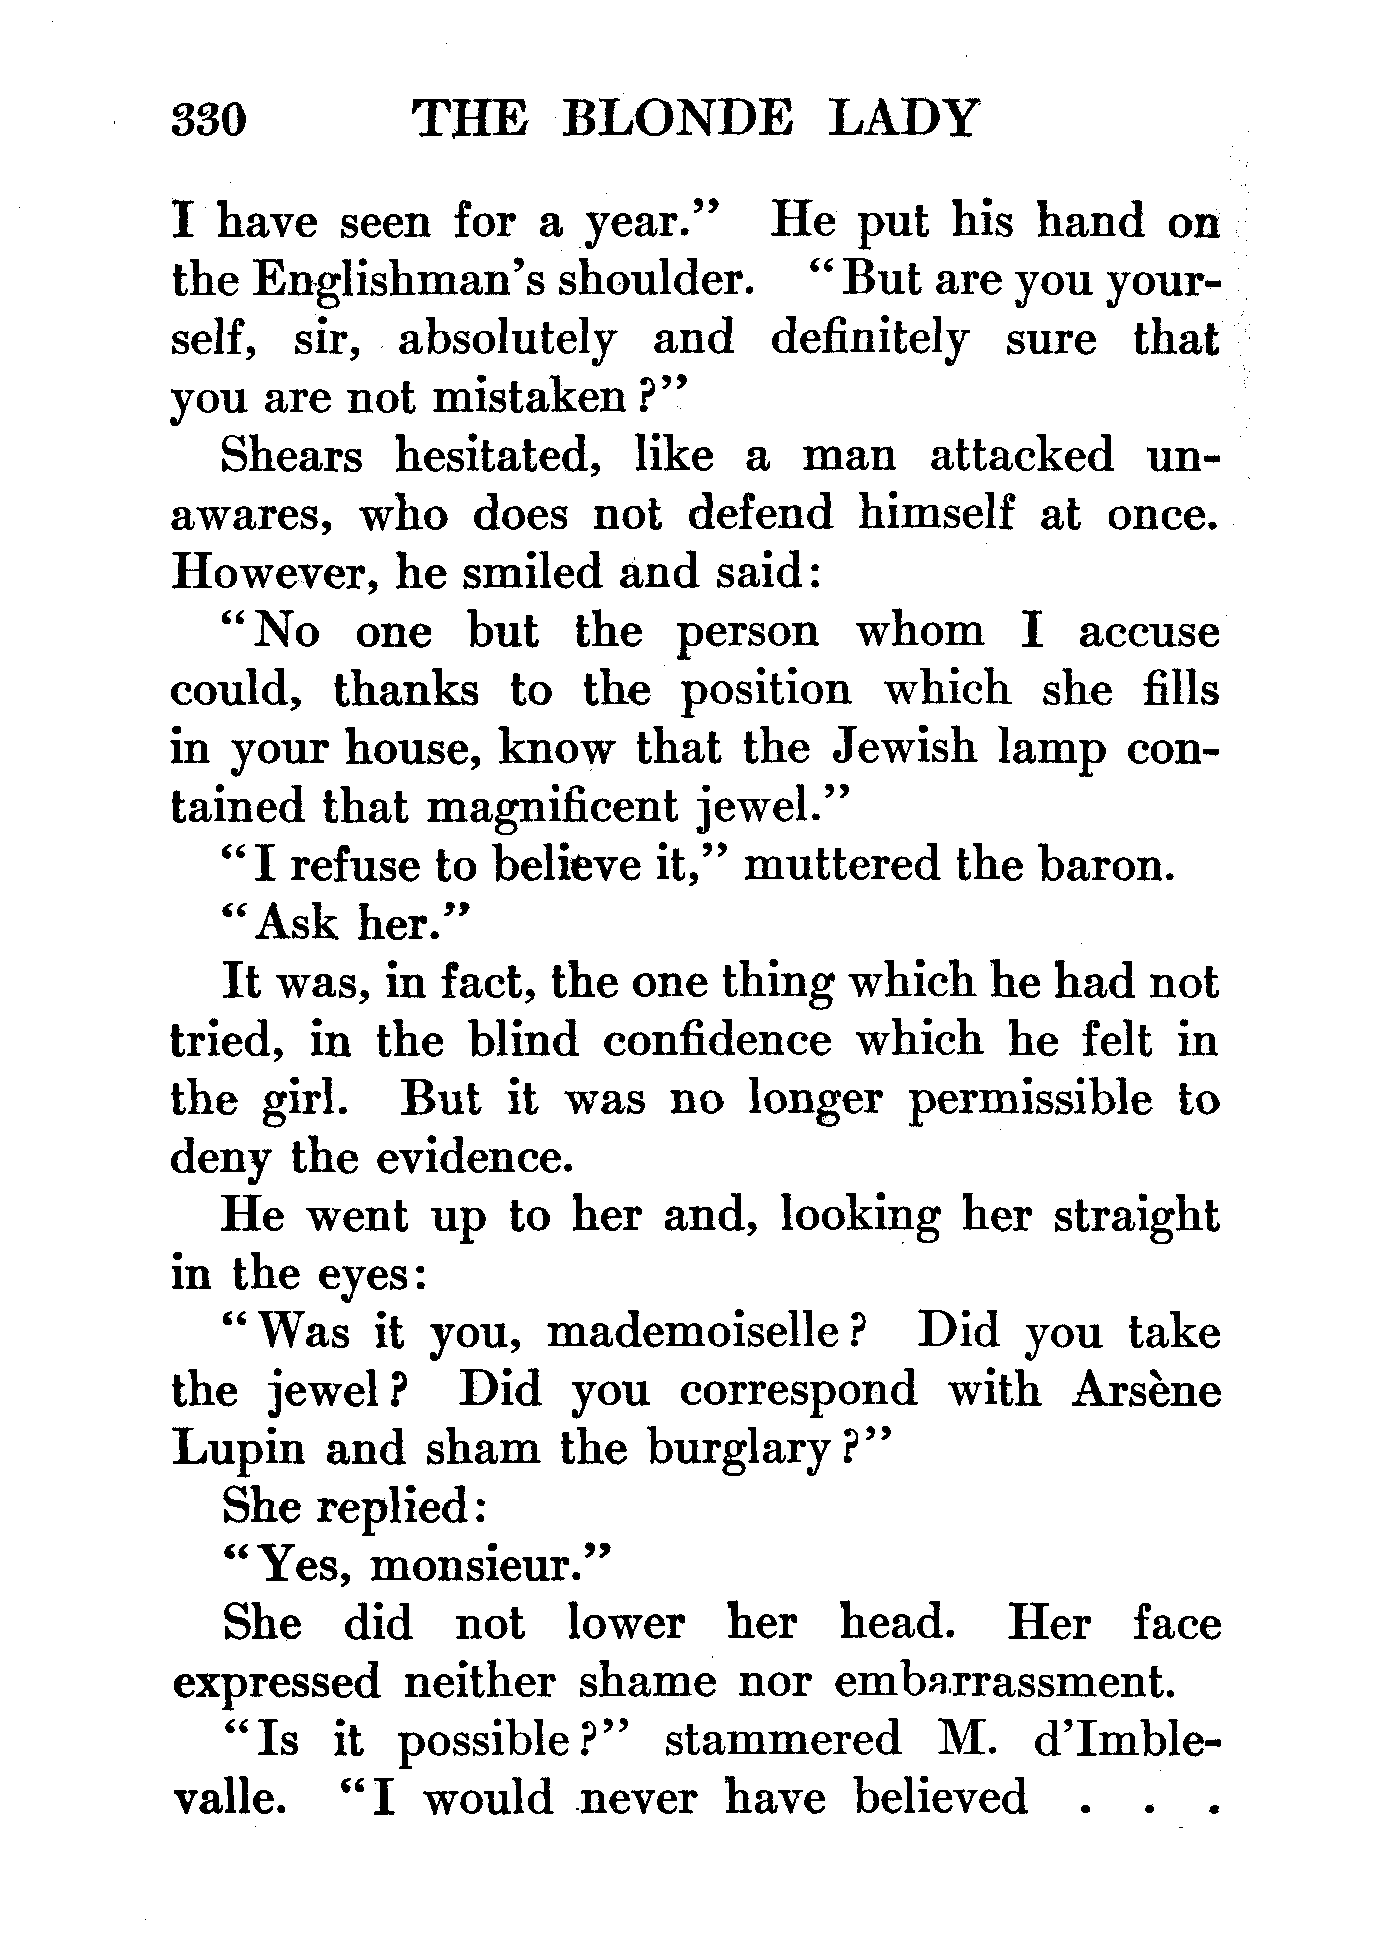 330 THE BLONDE LADY
I have seen for a year.” He put his hand on
the Englishman’s shoulder. “But are you your-
self, sir, absolutely and definitely sure that
you are not mistaken?”
Shears hesitated, like a man attacked un-
awares, who does not defend himself at once.
However, he smiled and said:
“No one but the person whom I accuse
could, thanks to the position which she fills
in your house, know that the Jewish lamp con-
tained that magnificent jewel.”
“I refuse to believe it,” muttered the baron.
“Ask her.”
It was, in fact, the one thing which he had not
tried, in the blind confidence which he felt in
the girl. But it was no longer permissible to
deny the evidence.
He went up to her and, looking her straight
in the eyes:
“Was it you, mademoiselle? Did you take
the jewel? Did you correspond with Arsène
Lupin and sham the burglary?”
She replied:
“Yes, monsieur.”
She did not lower her head. Her face
expressed neither shame nor embarrassment.
“Is it possible?” stammered M. d’Imble-
valle. “I would never have believed . . .